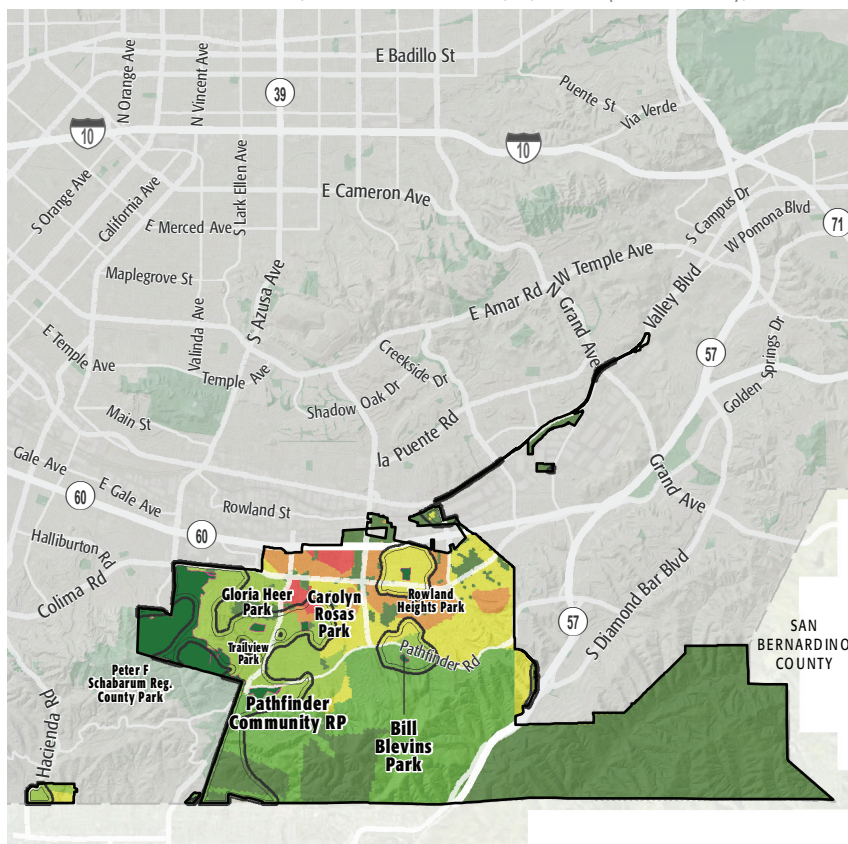 E Badillo St
N Orange Ave
N Vincent Ave
39
Puente St
Via Verde
10
10
S Orange Ave
California Ave
S Lark Ellen Ave
E Cameron Ave
E Merced Ave
S Campus Dr
W Pomona Blvd
71
Maplegrove St
S Azusa Ave
E Amar Rd
W Temple Ave
N Grand Ave
Valley Blvd
Valinda Ave
E Temple Ave
Temple Ave
Creekside Dr
Shadow Oak Dr
57
Golden Springs Dr
Main St
la Puente Rd
Gale Ave
E Gale Ave
60
Rowland St
Grand Ave
60
Halliburton Rd
Colima Rd
S Diamond Bar Blvd
Gloria Heer
Park
Carolyn
Rosas
Park
Rowland
Heights Park
57
SAN
BERNARDINO
COUNTY
Trailview
Park
Pathfinder Rd
Peter F
Schabarum Reg.
County Park
Hacienda Rd
Pathfinder
Community RP
Bill
Blevins
Park